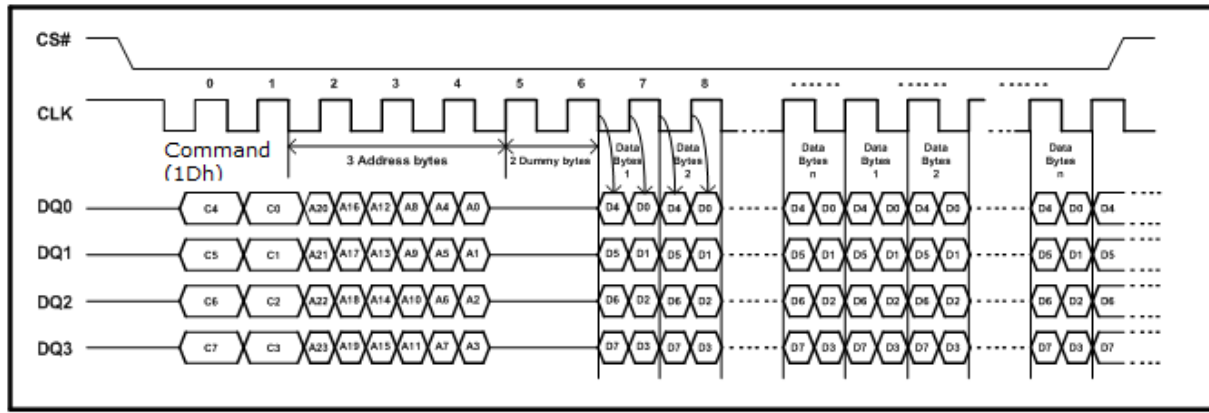 CS#
0 1 2 3 4 5 6 7 8
CLK
Command
(1Dh)
3 Address bytes
2 Dummy bytes
Data Bytes 1
Data Bytes 2
Data Bytes n
Data Bytes 1
Data Bytes 2
Data Bytes n
DQ0 C4 C0 A20 A16 A12 A8 A4 A0 D4 D0 D4 D0 D4 D0 D4 D0 D4 D0 D4 D0 D4
DQ1 C5 C1 A21 A17 A13 A9 A5 A1 D5 D1 D5 D1 D5 D1 D5 D1 D5 D1 D5 D1 D5
DQ2 C6 C2 A22 A18 A14 A10 A6 A2 D6 D2 D6 D2 D6 D2 D6 D2 D6 D2 D6 D2 D6
DQ3 C7 C3 A23 A19 A15 A11 A7 A3 D7 D3 D7 D3 D7 D3 D7 D3 D7 D3 D7 D3 D7